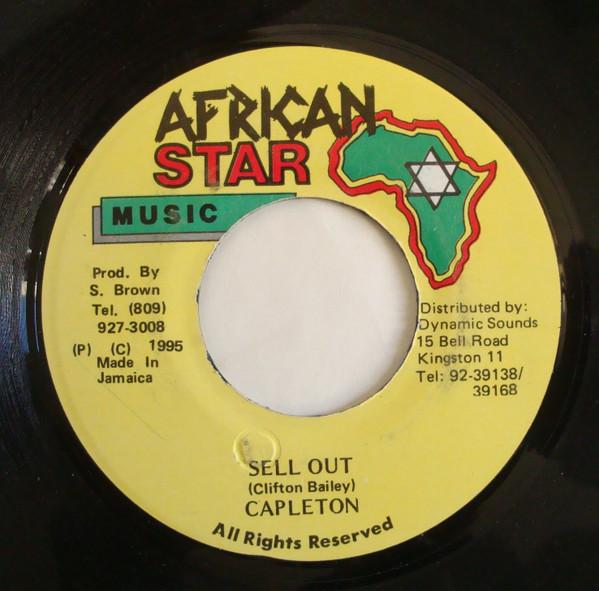 AFRICAN
STAR
MUSIC
Prod. By
S. Brown
Tel. (809)
927-3008
(P) (C) 1995
Made In
Jamaica
Distributed by:
Dynamic Sounds
15 Bell Road
Kingston 11
Tel: 92-39138/
39168
SELL OUT
(Clifton Bailey)
CAPLETON
All Rights Reserved